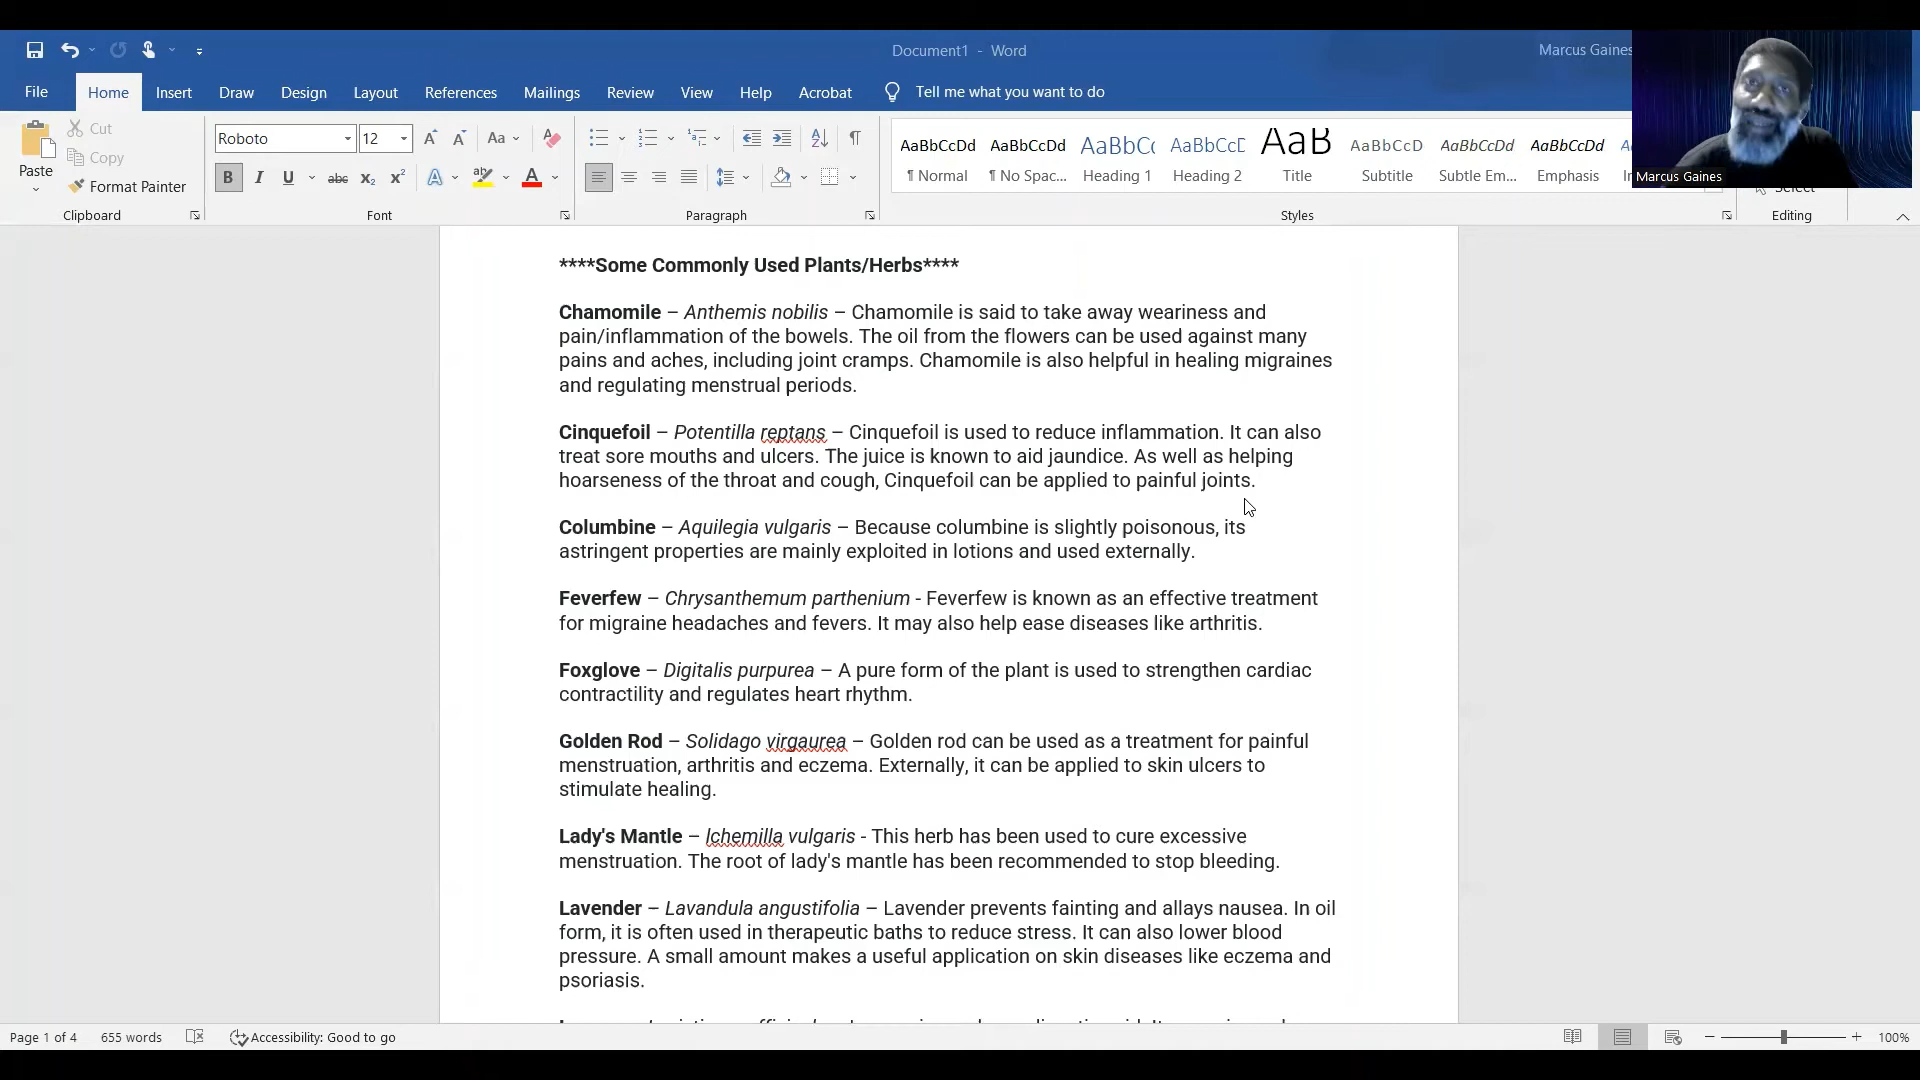 Document1 - Word
Marcus Gaines
File Home Insert Draw Design Layout References Mailings Review View Help Acrobat Tell me what you want to do
Paste
Cut
Copy
Format Painter
Clipboard
Roboto 12
Font
Paragraph
AaBbCcDd AaBbCcDd AaBbCc AaBbCcD AaB AaBbCcD AaBbCcDd AaBbCcDd
¶ Normal ¶ No Spac... Heading 1 Heading 2 Title Subtitle Subtle Em... Emphasis
Styles
Select
Editing
Marcus Gaines
****Some Commonly Used Plants/Herbs****
Chamomile – Anthemis nobilis – Chamomile is said to take away weariness and
pain/inflammation of the bowels. The oil from the flowers can be used against many
pains and aches, including joint cramps. Chamomile is also helpful in healing migraines
and regulating menstrual periods.
Cinquefoil – Potentilla reptans – Cinquefoil is used to reduce inflammation. It can also
treat sore mouths and ulcers. The juice is known to aid jaundice. As well as helping
hoarseness of the throat and cough, Cinquefoil can be applied to painful joints.
Columbine – Aquilegia vulgaris – Because columbine is slightly poisonous, its
astringent properties are mainly exploited in lotions and used externally.
Feverfew – Chrysanthemum parthenium - Feverfew is known as an effective treatment
for migraine headaches and fevers. It may also help ease diseases like arthritis.
Foxglove – Digitalis purpurea – A pure form of the plant is used to strengthen cardiac
contractility and regulates heart rhythm.
Golden Rod – Solidago virgaurea – Golden rod can be used as a treatment for painful
menstruation, arthritis and eczema. Externally, it can be applied to skin ulcers to
stimulate healing.
Lady's Mantle – lchemilla vulgaris - This herb has been used to cure excessive
menstruation. The root of lady's mantle has been recommended to stop bleeding.
Lavender – Lavandula angustifolia – Lavender prevents fainting and allays nausea. In oil
form, it is often used in therapeutic baths to reduce stress. It can also lower blood
pressure. A small amount makes a useful application on skin diseases like eczema and
psoriasis.
Page 1 of 4 655 words Accessibility: Good to go 100%